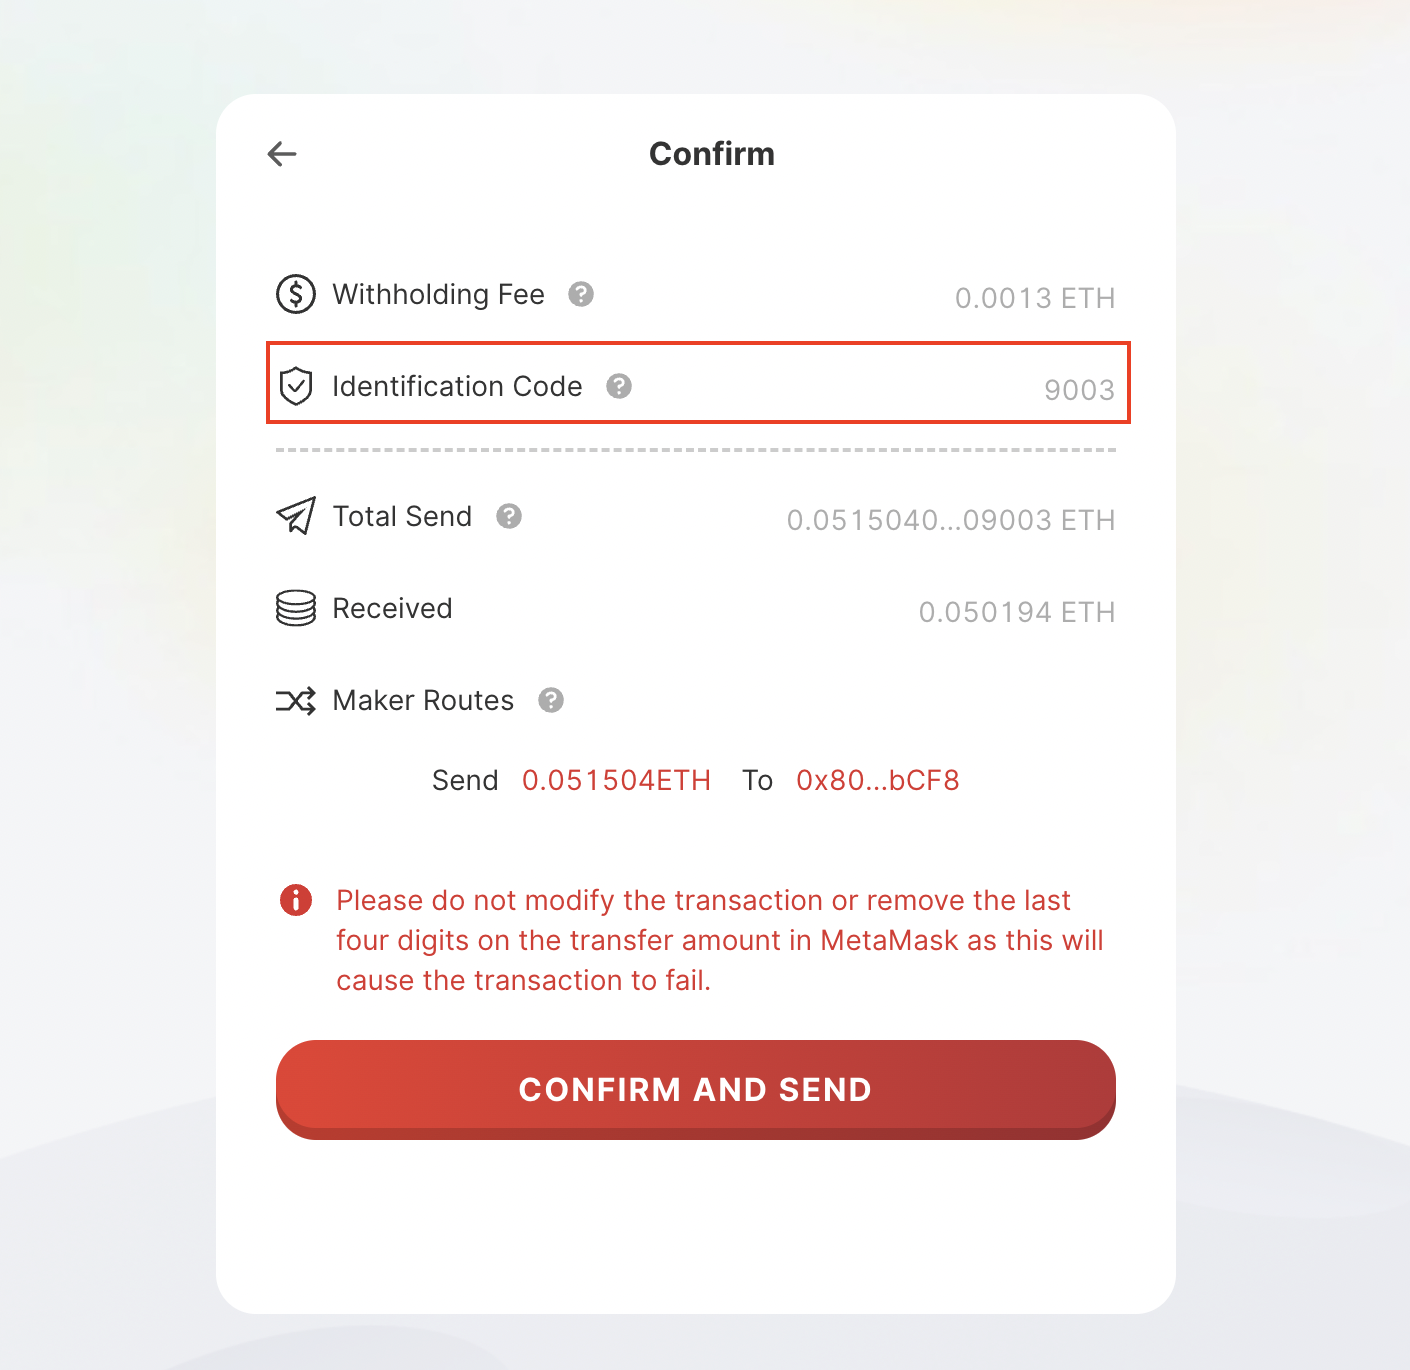 Confirm
Withholding Fee ? 0.0013 ETH
Identification Code ? 9003
Total Send ? 0.0515040...09003 ETH
Received 0.050194 ETH
Maker Routes ?
Send 0.051504ETH To 0x80...bCF8
Please do not modify the transaction or remove the last
four digits on the transfer amount in MetaMask as this will
cause the transaction to fail.
CONFIRM AND SEND